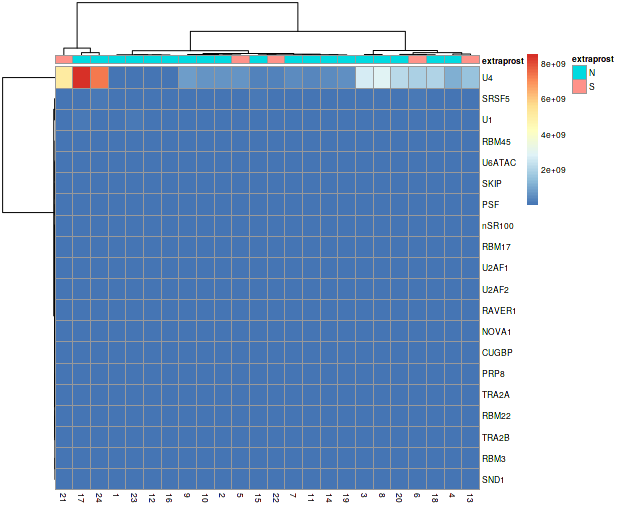 extraprost
U4
SRSF5
U1
RBM45
U6ATAC
SKIP
PSF
nSR100
RBM17
U2AF1
U2AF2
RAVER1
NOVA1
CUGBP
PRP8
TRA2A
RBM22
TRA2B
RBM3
SND1
21 17 24 1 23 12 16 9 10 2 5 15 22 7 11 14 19 3 8 20 6 18 4 13
8e+09
6e+09
4e+09
2e+09
extraprost
N
S